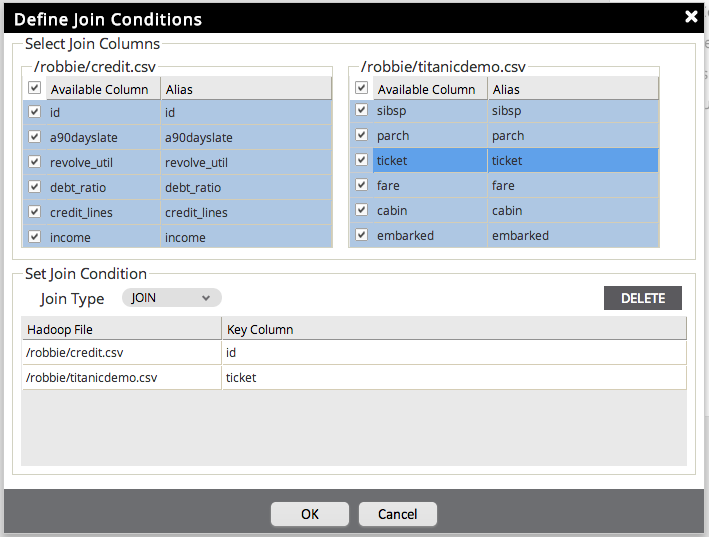 Define Join Conditions
Select Join Columns
/robbie/credit.csv
Available Column Alias
id id
a90dayslate a90dayslate
revolve_util revolve_util
debt_ratio debt_ratio
credit_lines credit_lines
income income
/robbie/titanicdemo.csv
Available Column Alias
sibsp sibsp
parch parch
ticket ticket
fare fare
cabin cabin
embarked embarked
Set Join Condition
Join Type JOIN DELETE
Hadoop File Key Column
/robbie/credit.csv id
/robbie/titanicdemo.csv ticket
OK Cancel